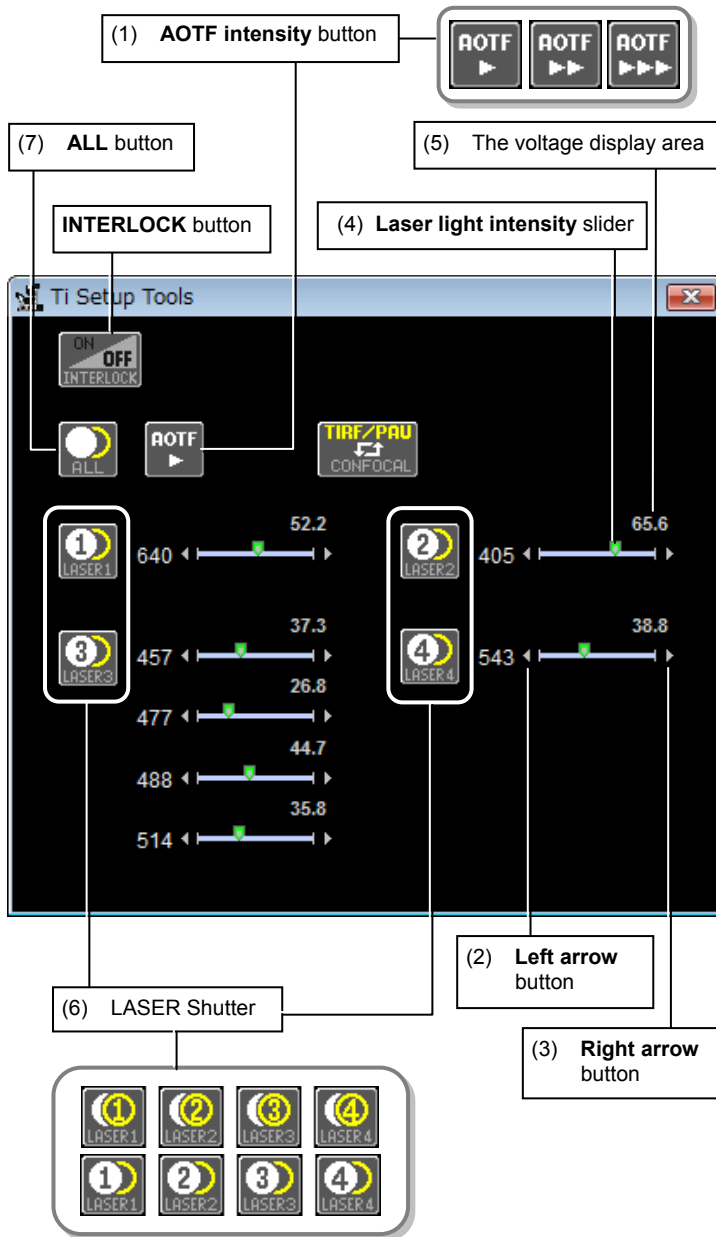 (1) AOTF intensity button
AOTF AOTF AOTF
(7) ALL button
(5) The voltage display area
INTERLOCK button
(4) Laser light intensity slider
Ti Setup Tools
ON
OFF
INTERLOCK
ALL
AOTF
TIRF/PAU
CONFOCAL
1
LASER1
640
52.2
2
LASER2
405
65.6
3
LASER3
457
37.3
4
LASER4
543
38.8
477
26.8
488
44.7
514
35.8
(2) Left arrow
button
(6) LASER Shutter
(3) Right arrow
button
1 2 3 4
LASER1 LASER2 LASER3 LASER4
1 2 3 4
LASER1 LASER2 LASER3 LASER4